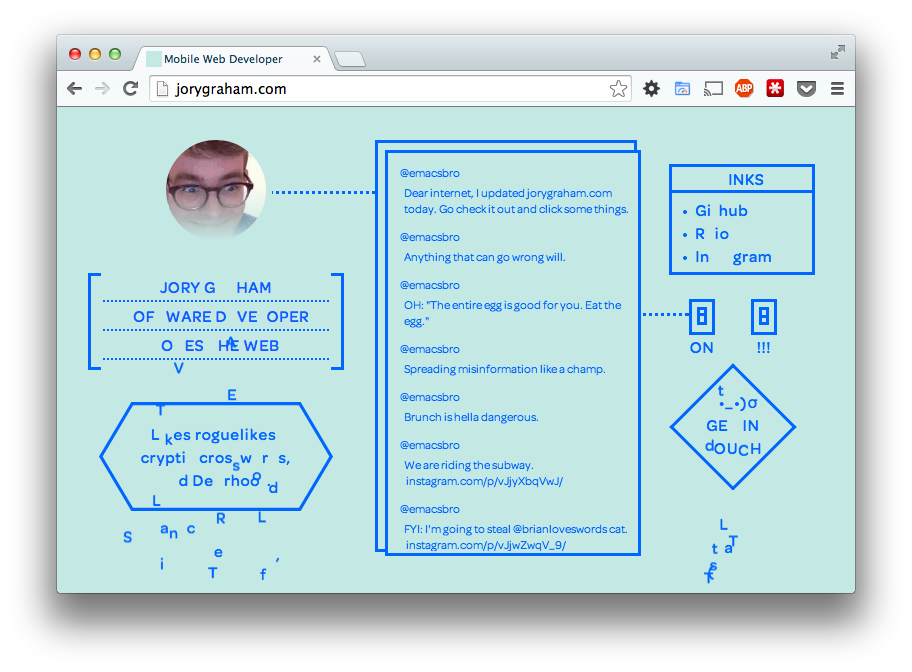 Mobile Web Developer
jorygraham.com
ABP
@emacsbro
Dear internet, I updated jorygraham.com
today. Go check it out and click some things.
@emacsbro
Anything that can go wrong will.
@emacsbro
OH: "The entire egg is good for you. Eat the
egg."
@emacsbro
Spreading misinformation like a champ.
@emacsbro
Brunch is hella dangerous.
@emacsbro
We are riding the subway.
instagram.com/p/vJjyXbqVwJ/
@emacsbro
FYI: I'm going to steal @brianloveswords cat.
instagram.com/p/vJjwZwqV_9/
JORY G HAM
OF WARE D VE OPER
O ES HE WEB
A
V
E
T
L kes roguelikes
crypti cros s w r s,
d De rhoo o . d
L
S a n c R L
i e T f ,
INKS
• Gi hub
• R io
• In gram
ON
!!!
t
•_•)σ
GE IN
dOUCH
L
t a T
s
f